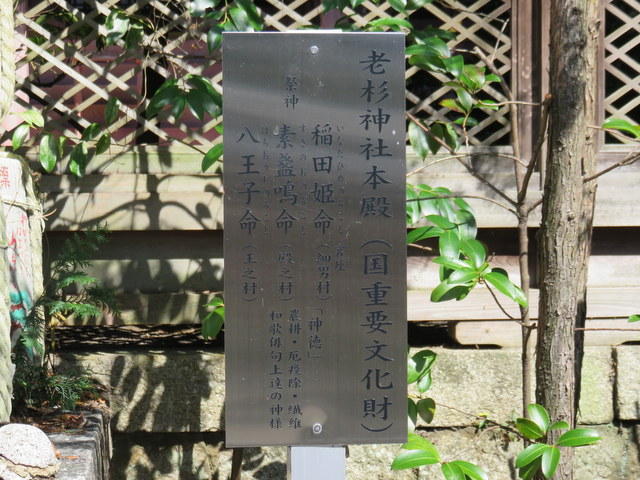 老杉神社本殿（国重要文化財）
稲田姫命（細男村）「神徳」
祭神 素盞嗚命（殿之村）農耕・厄疫除・繊維
八王子命（王之村）和歌俳句上達の神様